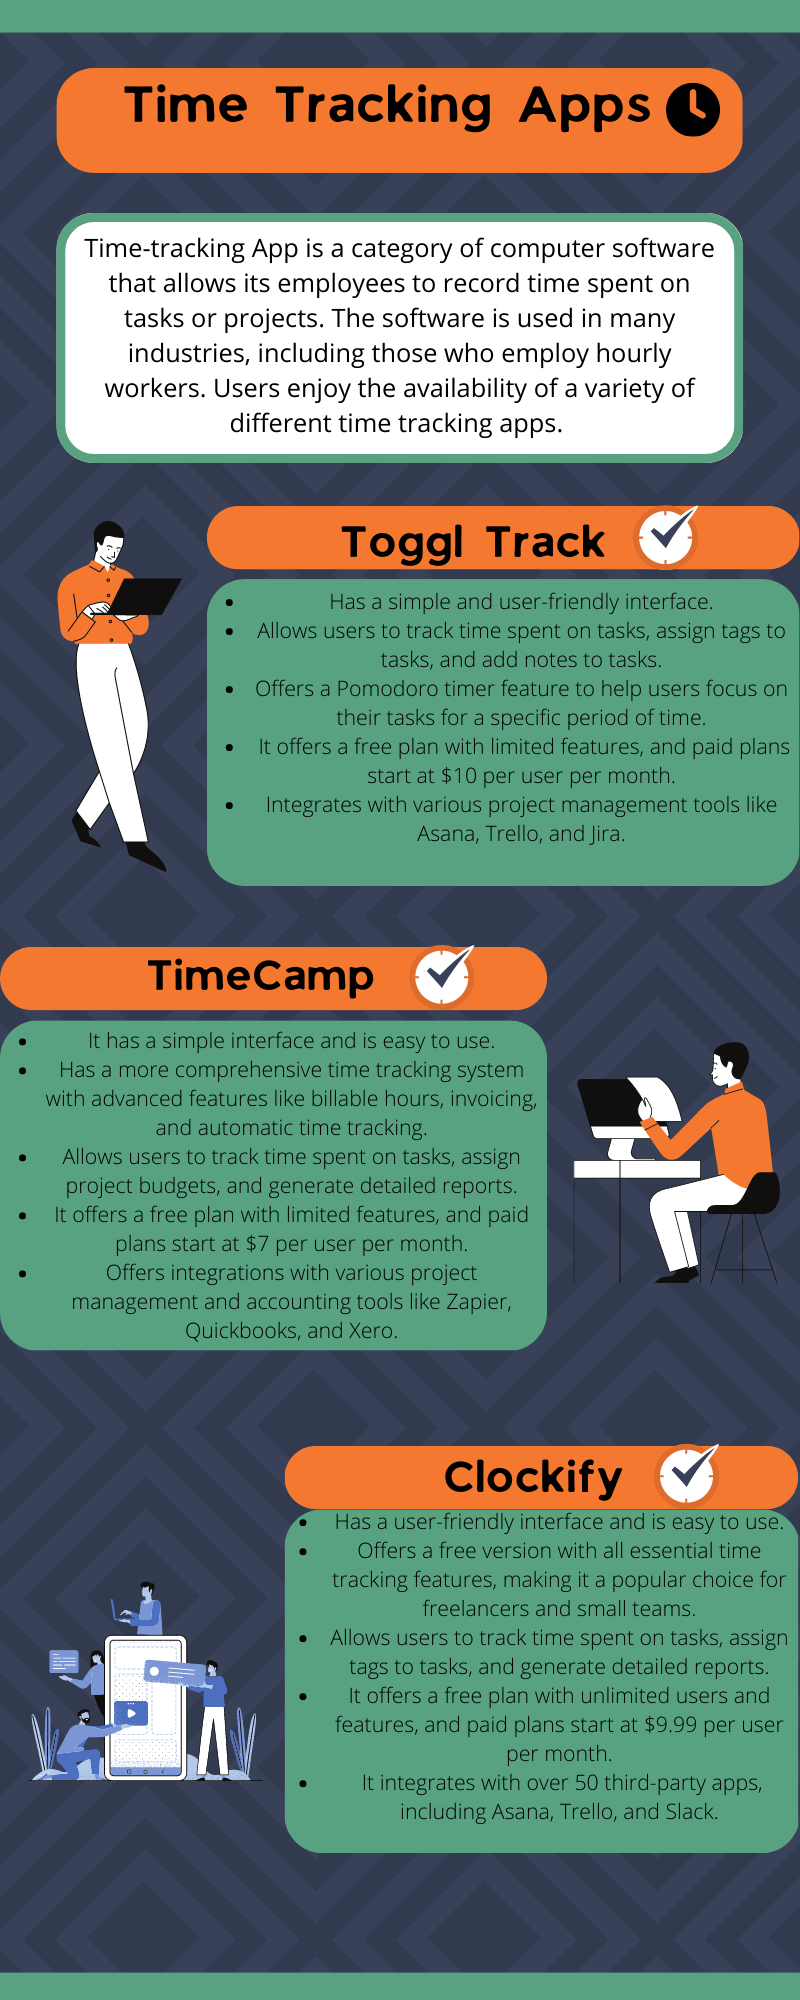 Time Tracking Apps
Time-tracking App is a category of computer software
that allows its employees to record time spent on
tasks or projects. The software is used in many
industries, including those who employ hourly
workers. Users enjoy the availability of a variety of
different time tracking apps.
Toggl Track
• Has a simple and user-friendly interface.
• Allows users to track time spent on tasks, assign tags to
tasks, and add notes to tasks.
• Offers a Pomodoro timer feature to help users focus on
their tasks for a specific period of time.
• It offers a free plan with limited features, and paid plans
start at $10 per user per month.
• Integrates with various project management tools like
Asana, Trello, and Jira.
TimeCamp
• It has a simple interface and is easy to use.
• Has a more comprehensive time tracking system
with advanced features like billable hours, invoicing,
and automatic time tracking.
• Allows users to track time spent on tasks, assign
project budgets, and generate detailed reports.
• It offers a free plan with limited features, and paid
plans start at $7 per user per month.
• Offers integrations with various project
management and accounting tools like Zapier,
Quickbooks, and Xero.
Clockify
• Has a user-friendly interface and is easy to use.
• Offers a free version with all essential time
tracking features, making it a popular choice for
freelancers and small teams.
• Allows users to track time spent on tasks, assign
tags to tasks, and generate detailed reports.
• It offers a free plan with unlimited users and
features, and paid plans start at $9.99 per user
per month.
• It integrates with over 50 third-party apps,
including Asana, Trello, and Slack.